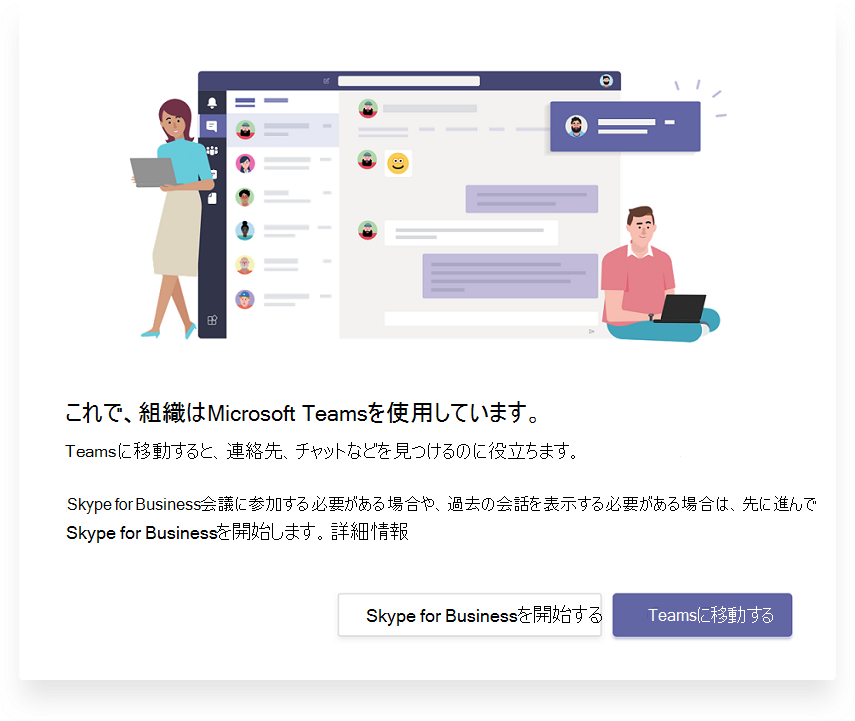 これで、組織はMicrosoft Teamsを使用しています。
Teamsに移動すると、連絡先、チャットなどを見つけるのに役立ちます。
Skype for Business会議に参加する必要がある場合や、過去の会話を表示する必要がある場合は、先に進んで
Skype for Businessを開始します。詳細情報
Skype for Businessを開始する
Teamsに移動する